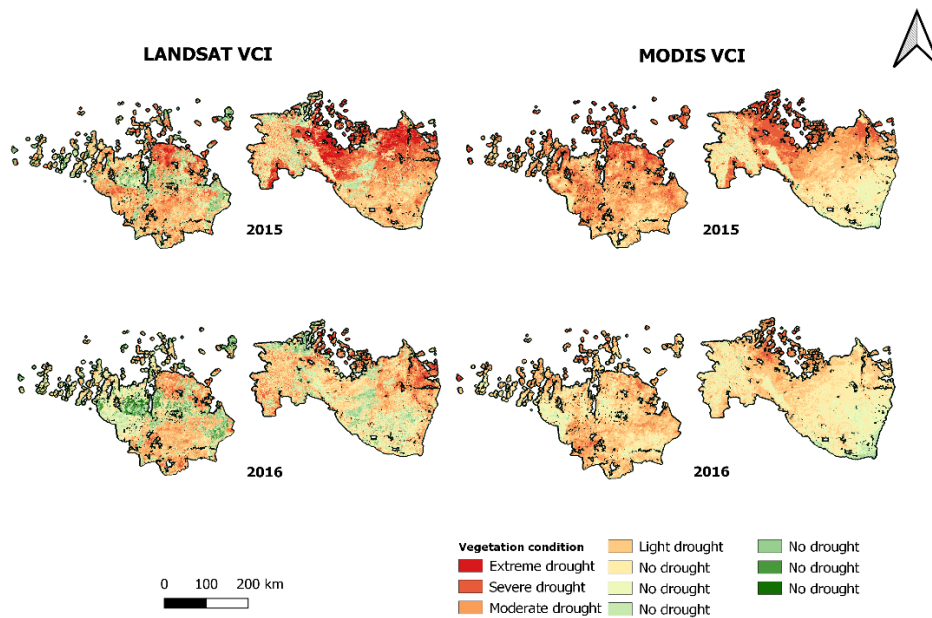 LANDSAT VCI
MODIS VCI
2015
2015
2016
2016
Vegetation condition
Extreme drought
Severe drought
Moderate drought
Light drought
No drought
No drought
No drought
No drought
No drought
No drought
0 100 200 km